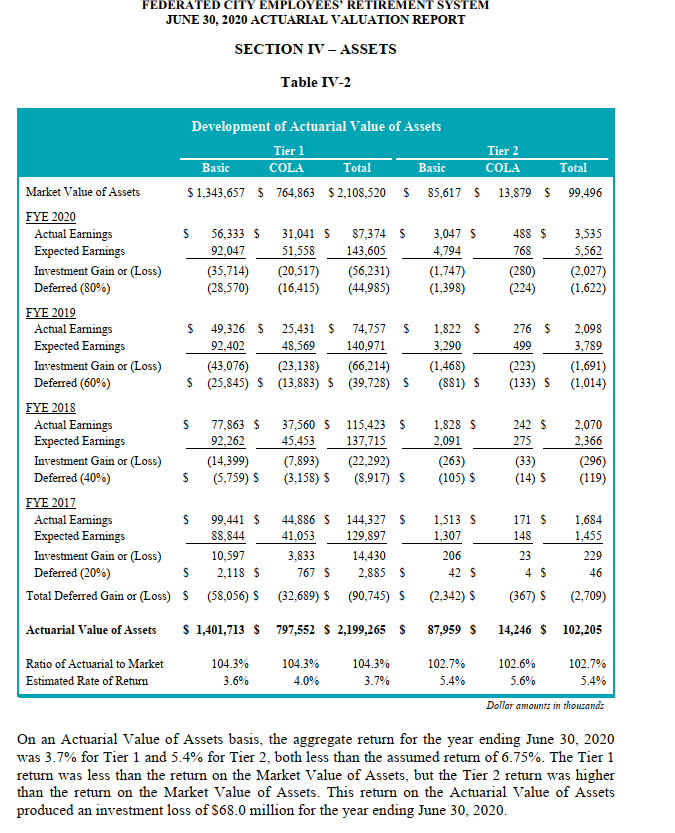 FEDERATED CITY EMPLOYEES' RETIREMENT SYSTEM
JUNE 30, 2020 ACTUARIAL VALUATION REPORT
SECTION IV – ASSETS
Table IV-2
Development of Actuarial Value of Assets
Tier 1 Tier 2
Basic COLA Total Basic COLA Total
Market Value of Assets $ 1,343,657 $ 764,863 $ 2,108,520 $ 85,617 $ 13,879 $ 99,496
FYE 2020
Actual Earnings $ 56,333 $ 31,041 $ 87,374 $ 3,047 $ 488 $ 3,535
Expected Earnings 92,047 51,558 143,605 4,794 768 5,562
Investment Gain or (Loss) (35,714) (20,517) (56,231) (1,747) (280) (2,027)
Deferred (80%) (28,570) (16,415) (44,985) (1,398) (224) (1,622)
FYE 2019
Actual Earnings $ 49,326 $ 25,431 $ 74,757 $ 1,822 $ 276 $ 2,098
Expected Earnings 92,402 48,569 140,971 3,290 499 3,789
Investment Gain or (Loss) (43,076) (23,138) (66,214) (1,468) (223) (1,691)
Deferred (60%) $ (25,845) $ (13,883) $ (39,728) $ (881) $ (133) $ (1,014)
FYE 2018
Actual Earnings $ 77,863 $ 37,560 $ 115,423 $ 1,828 $ 242 $ 2,070
Expected Earnings 92,262 45,453 137,715 2,091 275 2,366
Investment Gain or (Loss) (14,399) (7,893) (22,292) (263) (33) (296)
Deferred (40%) $ (5,759) $ (3,158) $ (8,917) $ (105) $ (14) $ (119)
FYE 2017
Actual Earnings $ 99,441 $ 44,886 $ 144,327 $ 1,513 $ 171 $ 1,684
Expected Earnings 88,844 41,053 129,897 1,307 148 1,455
Investment Gain or (Loss) 10,597 3,833 14,430 206 23 229
Deferred (20%) $ 2,118 $ 767 $ 2,885 $ 42 $ 4 $ 46
Total Deferred Gain or (Loss) $ (58,056) $ (32,689) $ (90,745) $ (2,342) $ (367) $ (2,709)
Actuarial Value of Assets $ 1,401,713 $ 797,552 $ 2,199,265 $ 87,959 $ 14,246 $ 102,205
Ratio of Actuarial to Market 104.3% 104.3% 104.3% 102.7% 102.6% 102.7%
Estimated Rate of Return 3.6% 4.0% 3.7% 5.4% 5.6% 5.4%
Dollar amounts in thousands
On an Actuarial Value of Assets basis, the aggregate return for the year ending June 30, 2020
was 3.7% for Tier 1 and 5.4% for Tier 2, both less than the assumed return of 6.75%. The Tier 1
return was less than the return on the Market Value of Assets, but the Tier 2 return was higher
than the return on the Market Value of Assets. This return on the Actuarial Value of Assets
produced an investment loss of $68.0 million for the year ending June 30, 2020.